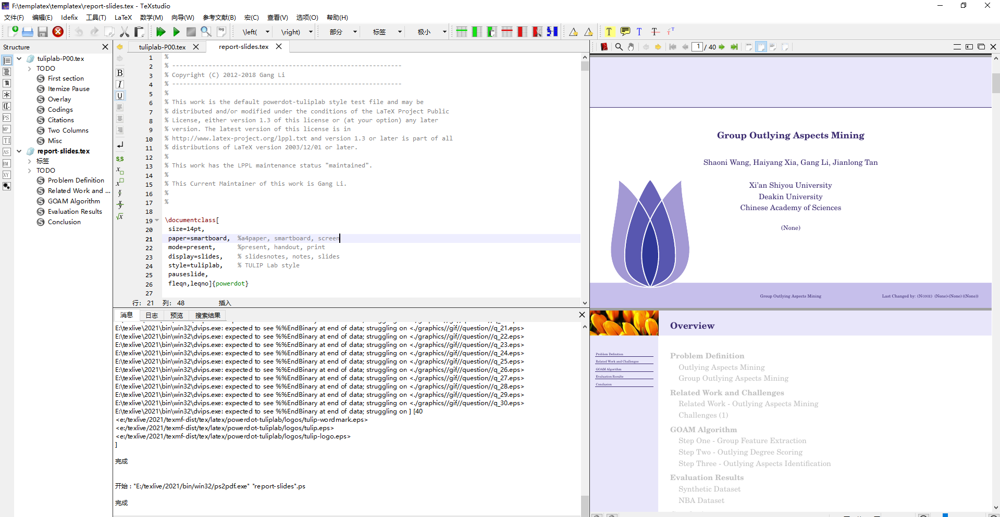 F:\templatex\templatex\report-slides.tex - TeXstudio
文件(F) 编辑(E) Idefix 工具(T) LaTeX 数学(M) 向导(W) 参考文献(B) 宏(C) 查看(V) 选项(O) 帮助(H)
log \left( \right) 部分 标签 极小
Structure
tuliplab-P00.tex
TODO
First section
Itemize Pause
Overlay
Codings
Citations
Two Columns
Misc
report-slides.tex
标签
TODO
Problem Definition
Related Work and ...
GOAM Algorithm
Evaluation Results
Conclusion
tuliplab-P00.tex report-slides.tex
1 %
2 % ---------------------------------------------------------------
3 % Copyright (C) 2012-2018 Gang Li
4 % ---------------------------------------------------------------
5 %
6 % This work is the default powerdot-tuliplab style test file and may be
7 % distributed and/or modified under the conditions of the LaTeX Project Public
8 % License, either version 1.3 of this license or (at your option) any later
9 % version. The latest version of this license is in
10 % http://www.latex-project.org/lppl.txt and version 1.3 or later is part of all
11 % distributions of LaTeX version 2003/12/01 or later.
12 %
13 % This work has the LPPL maintenance status "maintained".
14 %
15 % This Current Maintainer of this work is Gang Li.
16 %
17 %
18
19 \documentclass[
20 size=14pt,
21 paper=smartboard, %a4paper, smartboard, screen
22 mode=present, %present, handout, print
23 display=slides, % slidesnotes, notes, slides
24 style=tuliplab, % TULIP Lab style
25 pauseslide,
26 fleqn,leqno]{powerdot}
27
行: 21 列: 48 插入
消息 日志 预览 搜索结果
E:\texlive\2021\bin\win32\dvips.exe: expected to see %%EndBinary at end of data; struggling on <./graphics//gif//question//q_21.eps>
E:\texlive\2021\bin\win32\dvips.exe: expected to see %%EndBinary at end of data; struggling on <./graphics//gif//question//q_22.eps>
E:\texlive\2021\bin\win32\dvips.exe: expected to see %%EndBinary at end of data; struggling on <./graphics//gif//question//q_23.eps>
E:\texlive\2021\bin\win32\dvips.exe: expected to see %%EndBinary at end of data; struggling on <./graphics//gif//question//q_24.eps>
E:\texlive\2021\bin\win32\dvips.exe: expected to see %%EndBinary at end of data; struggling on <./graphics//gif//question//q_25.eps>
E:\texlive\2021\bin\win32\dvips.exe: expected to see %%EndBinary at end of data; struggling on <./graphics//gif//question//q_26.eps>
E:\texlive\2021\bin\win32\dvips.exe: expected to see %%EndBinary at end of data; struggling on <./graphics//gif//question//q_27.eps>
E:\texlive\2021\bin\win32\dvips.exe: expected to see %%EndBinary at end of data; struggling on <./graphics//gif//question//q_28.eps>
E:\texlive\2021\bin\win32\dvips.exe: expected to see %%EndBinary at end of data; struggling on <./graphics//gif//question//q_29.eps>
E:\texlive\2021\bin\win32\dvips.exe: expected to see %%EndBinary at end of data; struggling on <./graphics//gif//question//q_30.eps>
E:\texlive\2021\bin\win32\dvips.exe: expected to see %%EndBinary at end of data; struggling on ] [40
<e:/texlive/2021/texmf-dist/tex/latex/powerdot-tuliplab/logos/tulip-wordmark.eps>
<e:/texlive/2021/texmf-dist/tex/latex/powerdot-tuliplab/logos/tulip.eps>
<e:/texlive/2021/texmf-dist/tex/latex/powerdot-tuliplab/logos/tulip-logo.eps>
]
完成
开始 : "E:/texlive/2021/bin/win32/ps2pdf.exe" "report-slides".ps
完成
1 / 40
Group Outlying Aspects Mining
Shaoni Wang, Haiyang Xia, Gang Li, Jianlong Tan
Xi'an Shiyou University
Deakin University
Chinese Academy of Sciences
(None)
Group Outlying Aspects Mining Last Changed by: (NONE) (None)-(None) ((None))
Overview
Problem Definition
Related Work and Challenges
GOAM Algorithm
Evaluation Results
Conclusion
Problem Definition
Outlying Aspects Mining
Group Outlying Aspects Mining
Related Work and Challenges
Related Work - Outlying Aspects Mining
Challenges (1)
GOAM Algorithm
Step One - Group Feature Extraction
Step Two - Outlying Degree Scoring
Step Three - Outlying Aspects Identification
Evaluation Results
Synthetic Dataset
NBA Dataset